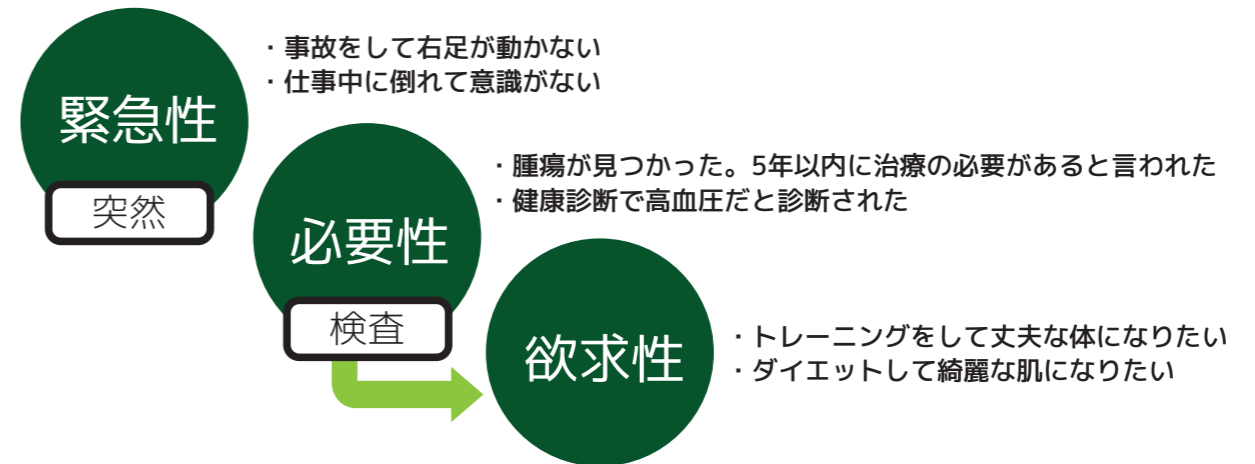 緊急性
突然
・事故をして右足が動かない
・仕事中に倒れて意識がない
必要性
検査
・腫瘍が見つかった。5年以内に治療の必要があると言われた
・健康診断で高血圧だと診断された
欲求性
・トレーニングをして丈夫な体になりたい
・ダイエットして綺麗な肌になりたい